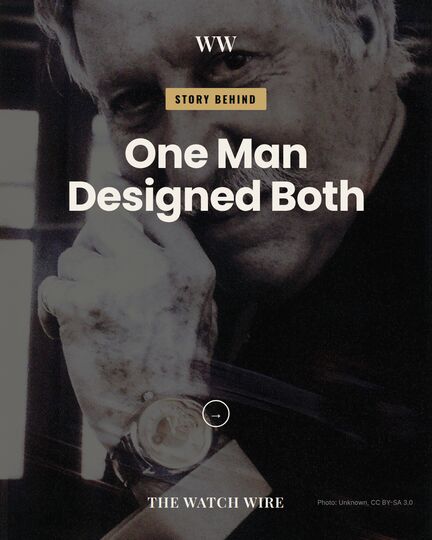 WW
STORY BEHIND
One Man
Designed Both
→
THE WATCH WIRE
Photo: Unknown, CC BY-SA 3.0